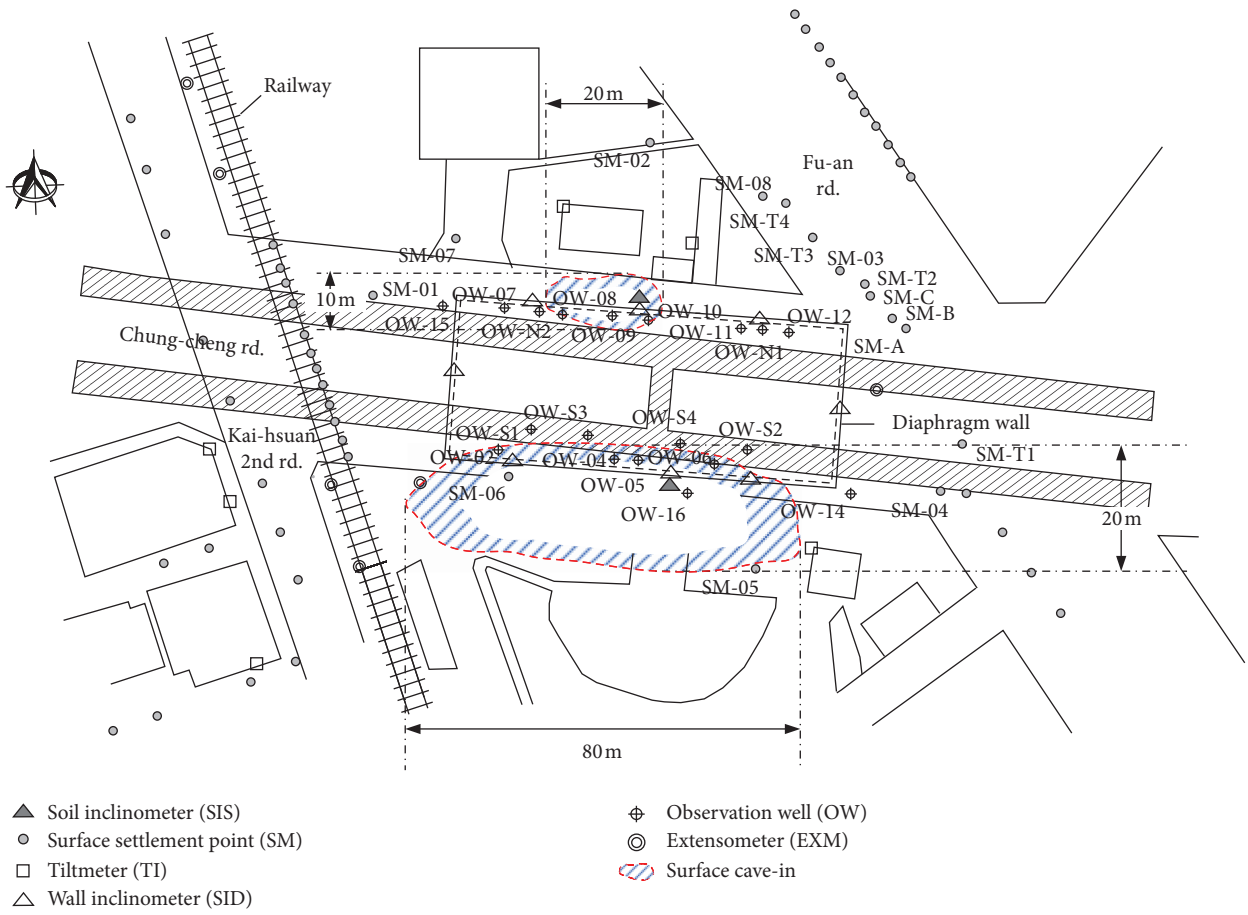 Railway
20 m
SM-02
Fu-an
rd.
SM-08
SM-T4
SM-T3
SM-07
SM-03
SM-T2
SM-C
SM-B
SM-A
10 m
SM-01
OW-07
OW-08
OW-10
OW-12
OW-15
OW-N2
OW-09
OW-11
OW-N1
Chung-cheng rd.
OW-S3
OW-S4
OW-S2
Diaphragm wall
Kai-hsuan
2nd rd.
OW-S1
OW-02
OW-04
OW-06
SM-T1
SM-06
OW-05
OW-16
OW-14
SM-04
20 m
SM-05
80 m
Soil inclinometer (SIS)
Surface settlement point (SM)
Tiltmeter (TI)
Wall inclinometer (SID)
Observation well (OW)
Extensometer (EXM)
Surface cave-in